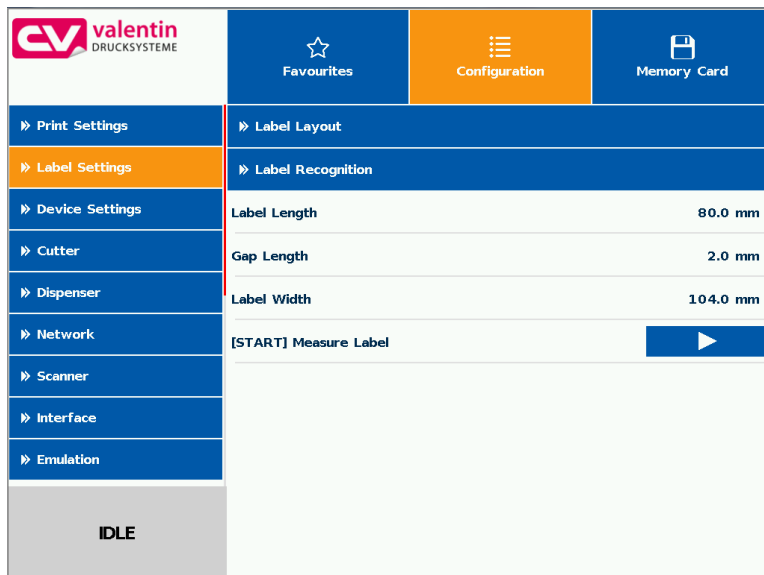 valentin
DRUCKSYSTEME
Favourites
Configuration
Memory Card
Print Settings
Label Settings
Device Settings
Cutter
Dispenser
Network
Scanner
Interface
Emulation
IDLE
Label Layout
Label Recognition
Label Length 80.0 mm
Gap Length 2.0 mm
Label Width 104.0 mm
[START] Measure Label